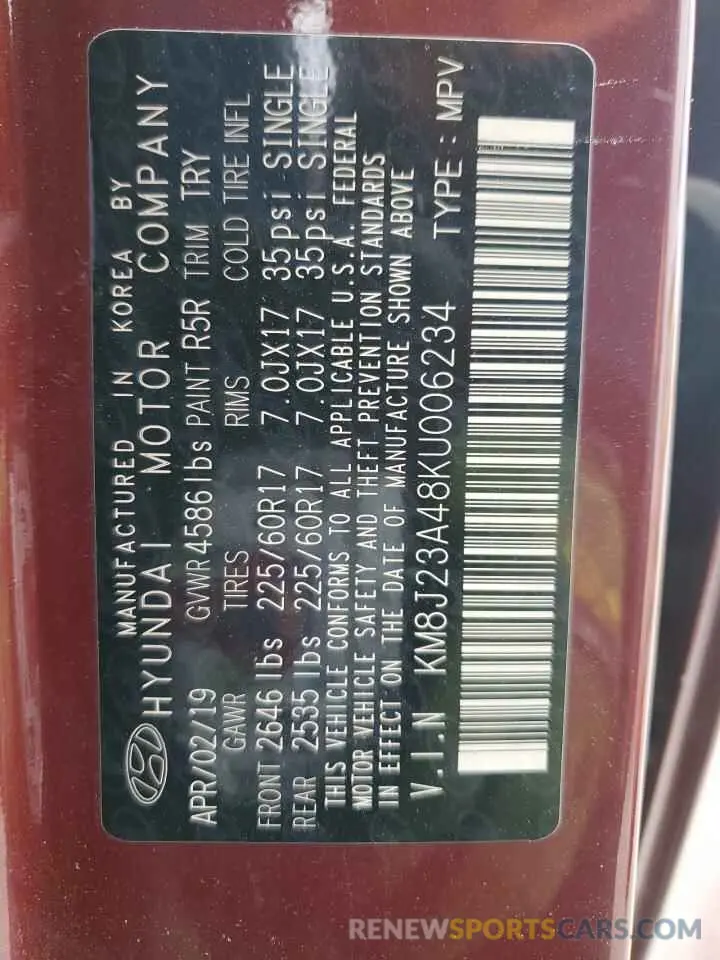 MANUFACTURED IN KOREA BY
HYUNDAI MOTOR COMPANY
APR/02/19 GVWR 4586 lbs PAINT R5R TRIM TRY
GAWR TIRES RIMS COLD TIRE INFL
FRONT 2646 lbs 225/60R17 7.0JX17 35psi SINGLE
REAR 2535 lbs 225/60R17 7.0JX17 35psi SINGLE
THIS VEHICLE CONFORMS TO ALL APPLICABLE U.S.A. FEDERAL
MOTOR VEHICLE SAFETY AND THEFT PREVENTION STANDARDS
IN EFFECT ON THE DATE OF MANUFACTURE SHOWN ABOVE
V.I.N KM8J23A48KU006234 TYPE : MPV
RENEWSPORTSCARS.COM